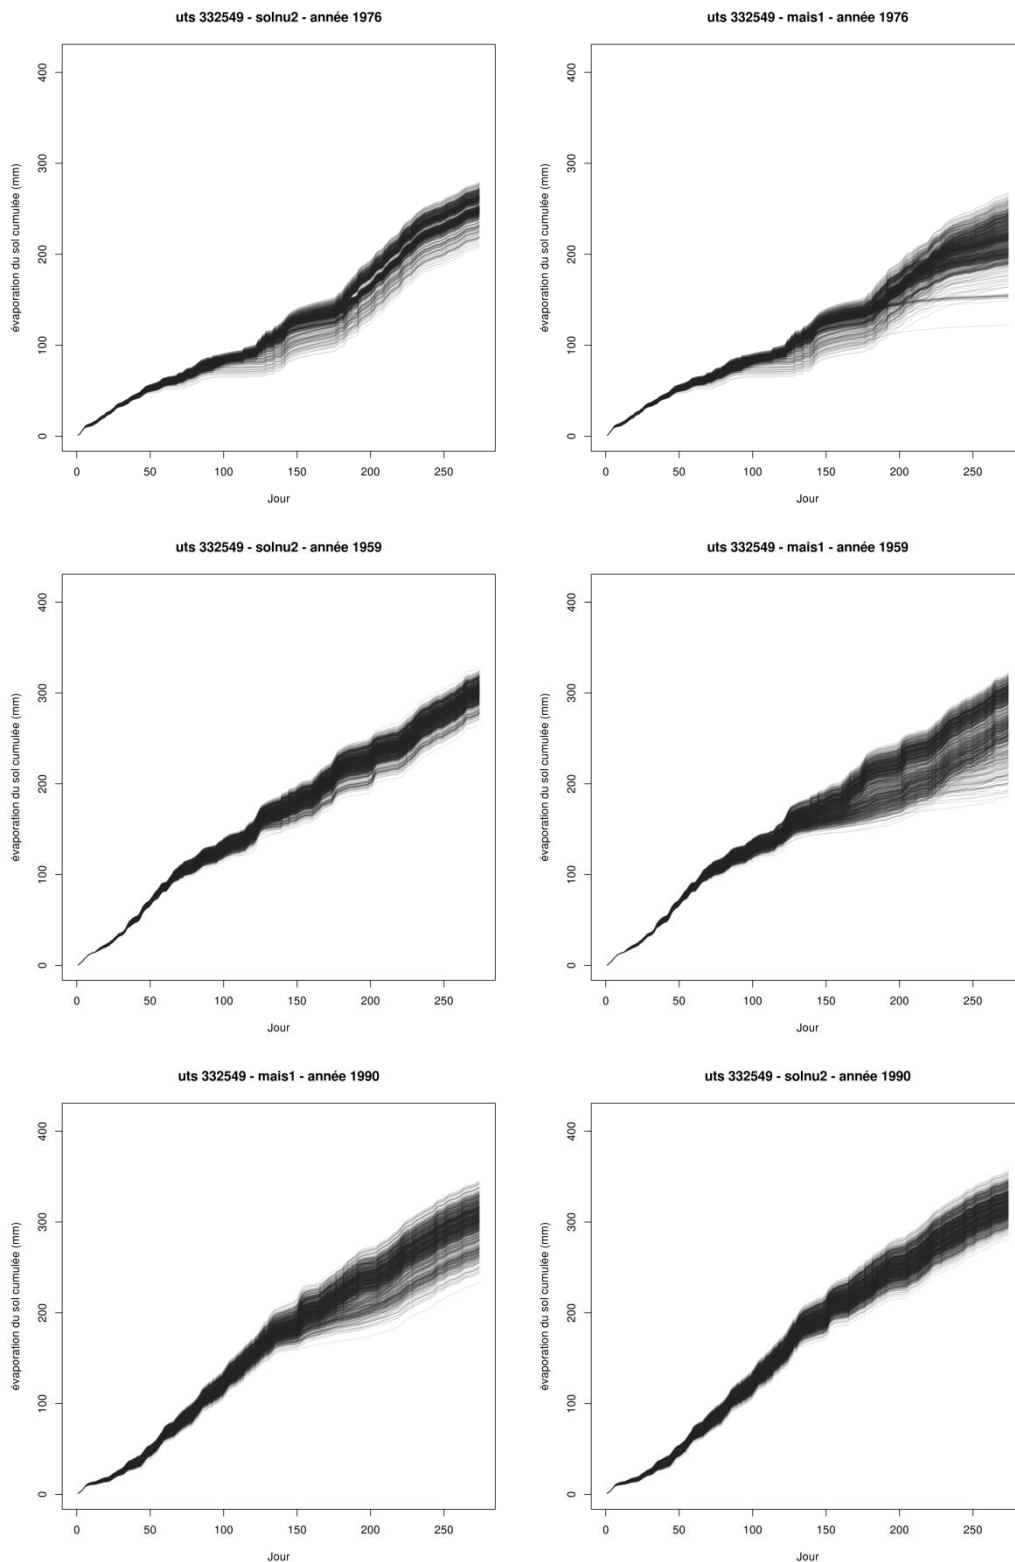 uts 332549 - solnu2 - année 1976
évaporation du sol cumulée (mm)
400
300
200
100
0
0 50 100 150 200 250
Jour
uts 332549 - mais1 - année 1976
évaporation du sol cumulée (mm)
400
300
200
100
0
0 50 100 150 200 250
Jour
uts 332549 - solnu2 - année 1959
évaporation du sol cumulée (mm)
400
300
200
100
0
0 50 100 150 200 250
Jour
uts 332549 - mais1 - année 1959
évaporation du sol cumulée (mm)
400
300
200
100
0
0 50 100 150 200 250
Jour
uts 332549 - mais1 - année 1990
évaporation du sol cumulée (mm)
400
300
200
100
0
0 50 100 150 200 250
Jour
uts 332549 - solnu2 - année 1990
évaporation du sol cumulée (mm)
400
300
200
100
0
0 50 100 150 200 250
Jour